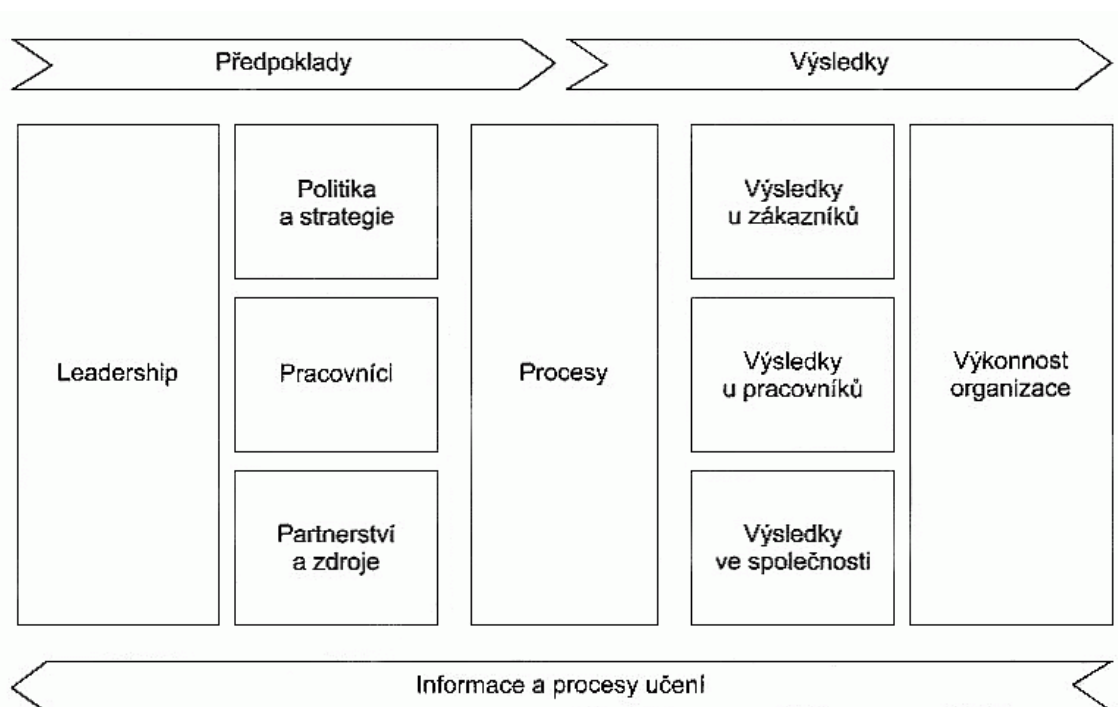 Předpoklady
Výsledky
Leadership
Politika
a strategie
Pracovníci
Partnerství
a zdroje
Procesy
Výsledky
u zákazníků
Výsledky
u pracovníků
Výsledky
ve společnosti
Výkonnost
organizace
Informace a procesy učení